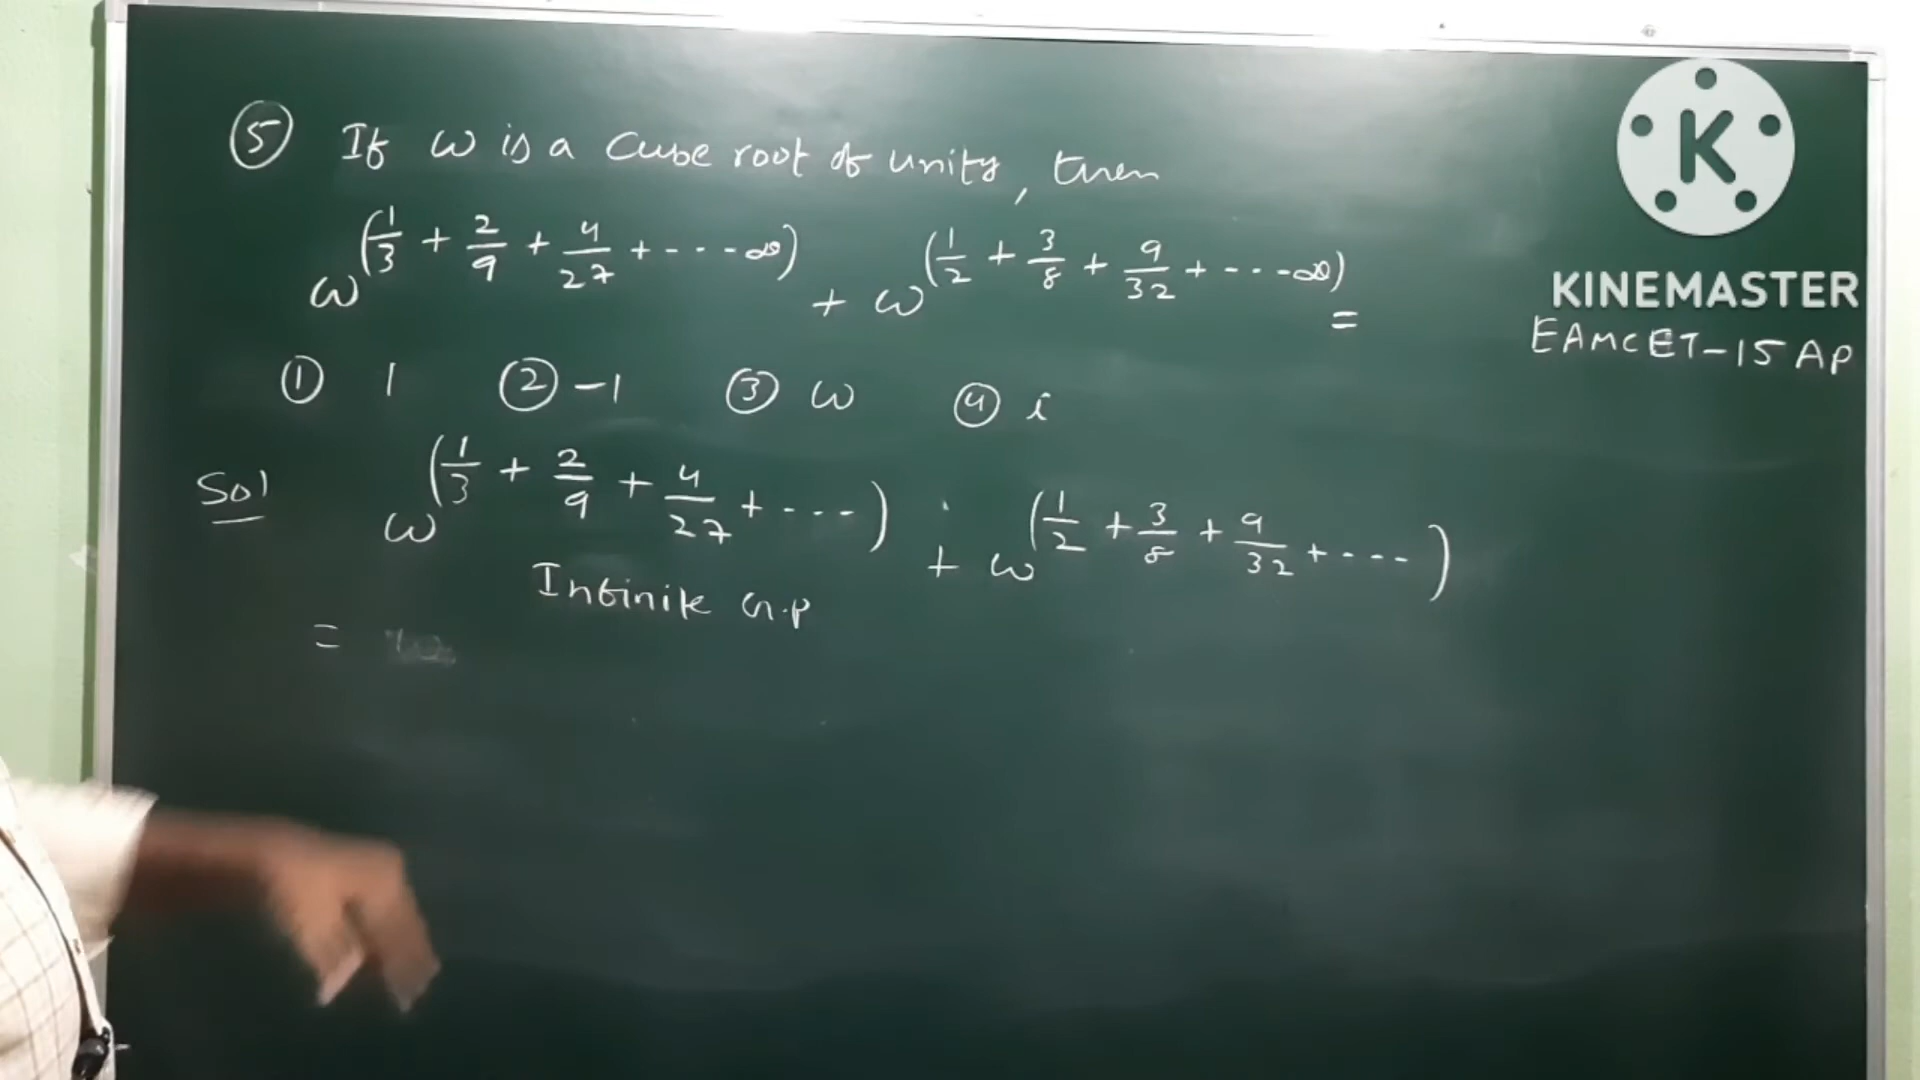 ⑤ If ω is a cube root of unity, then
ω^(1/3 + 2/9 + 4/27 + - - - - ∞) + ω^(1/2 + 3/8 + 9/32 + - - - - ∞) =
① 1 ② -1 ③ ω ④ i
Sol ω^(1/3 + 2/9 + 4/27 + - - - -) + ω^(1/2 + 3/8 + 9/32 + - - - -)
Infinite G.P
=
K
KINEMASTER
EAMCET-15 AP